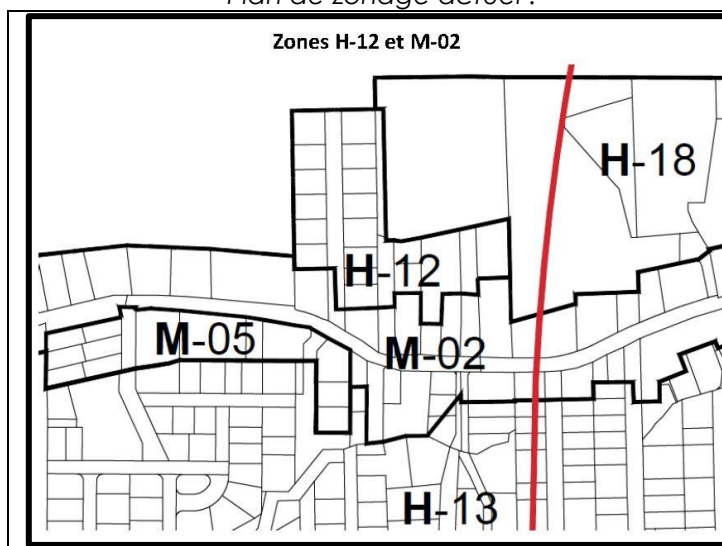 Plan de zonage actuel :
Zones H-12 et M-02
H-18
H-12
M-05
M-02
H-13